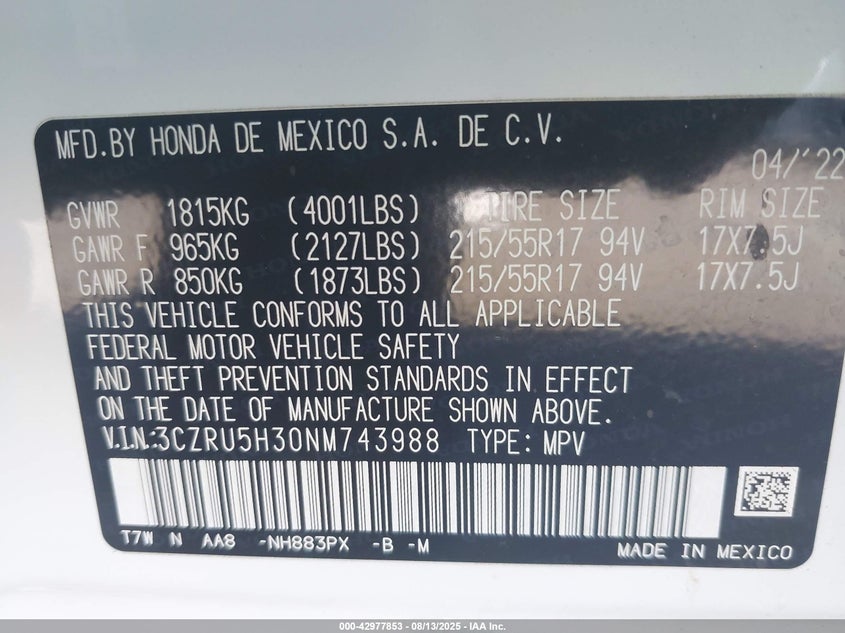 MFD.BY HONDA DE MEXICO S.A. DE C.V.
04/'22
GVWR 1815KG (4001LBS) TIRE SIZE RIM SIZE
GAWR F 965KG (2127LBS) 215/55R17 94V 17X7.5J
GAWR R 850KG (1873LBS) 215/55R17 94V 17X7.5J
THIS VEHICLE CONFORMS TO ALL APPLICABLE
FEDERAL MOTOR VEHICLE SAFETY
AND THEFT PREVENTION STANDARDS IN EFFECT
ON THE DATE OF MANUFACTURE SHOWN ABOVE.
V.I.N.:3CZRU5H30NM743988 TYPE: MPV
T7W N AA8 -NH883PX -B -M MADE IN MEXICO
000-42977853 - 08/13/2025 - IAA Inc.